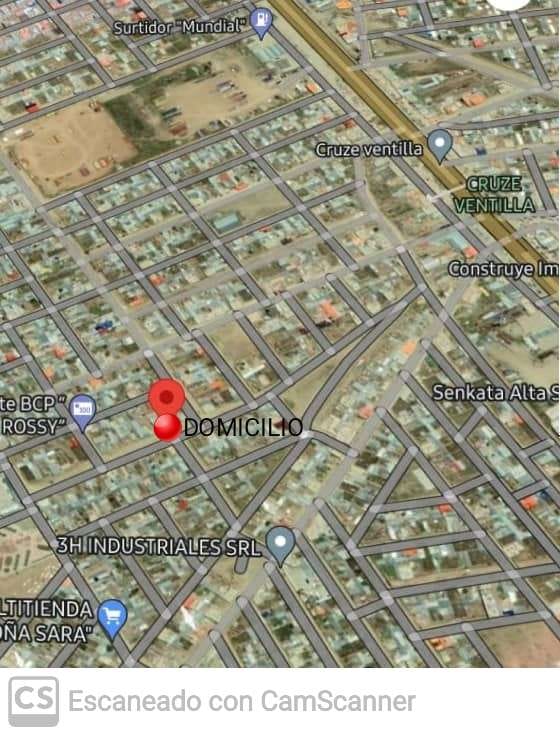 Surtidor "Mundial"
Cruze ventilla
CRUZE
VENTILLA
Construye Im
Senkata Alta S
te BCP "
ROSSY"
DOMICILIO
3H INDUSTRIALES SRL
LTITIENDA
OÑA SARA"
CS Escaneado con CamScanner